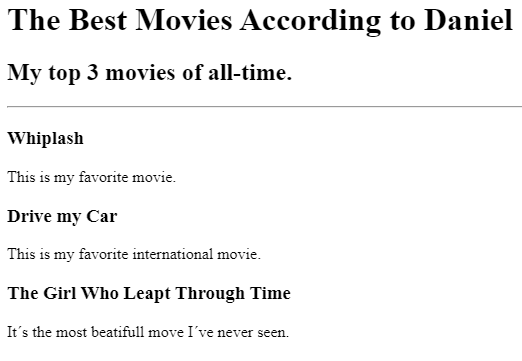 The Best Movies According to Daniel
My top 3 movies of all-time.
Whiplash
This is my favorite movie.
Drive my Car
This is my favorite international movie.
The Girl Who Leapt Through Time
It´s the most beatifull move I´ve never seen.